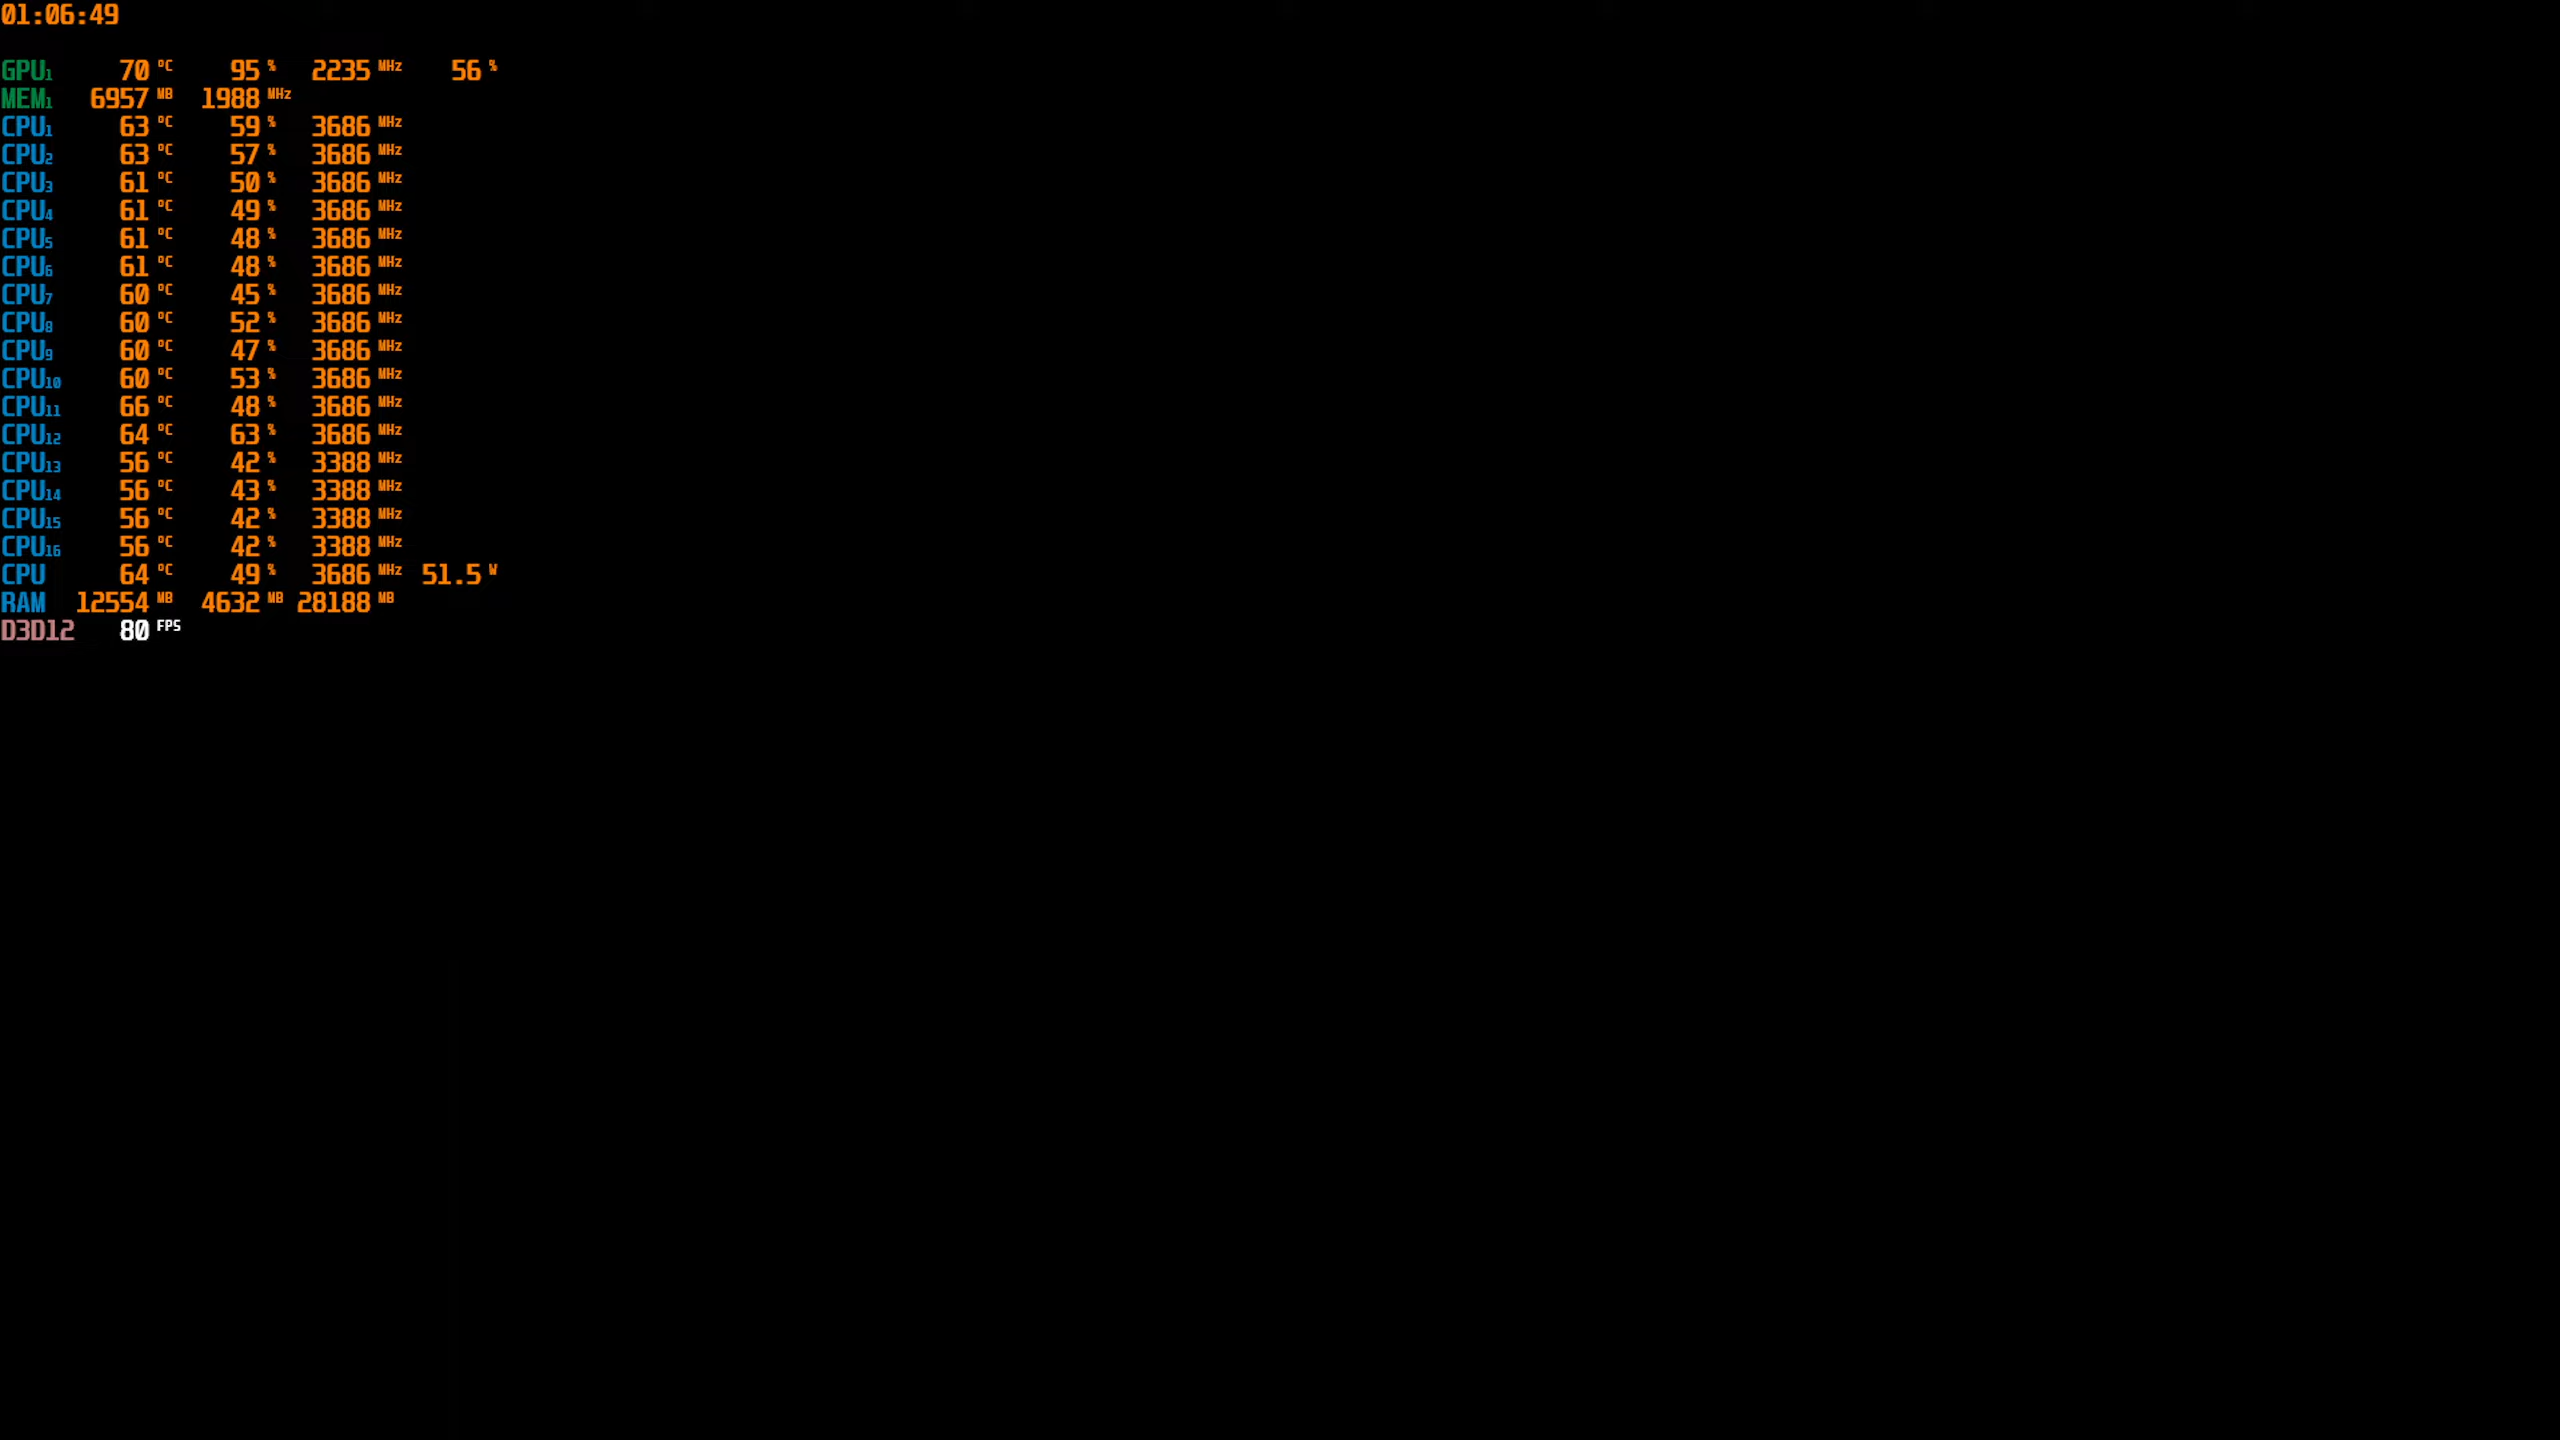 01:06:49
GPU1 70 °C 95 % 2235 MHz 56 %
MEM1 6957 MB 1988 MHz
CPU1 63 °C 59 % 3686 MHz
CPU2 63 °C 57 % 3686 MHz
CPU3 61 °C 50 % 3686 MHz
CPU4 61 °C 49 % 3686 MHz
CPU5 61 °C 48 % 3686 MHz
CPU6 61 °C 48 % 3686 MHz
CPU7 60 °C 45 % 3686 MHz
CPU8 60 °C 52 % 3686 MHz
CPU9 60 °C 47 % 3686 MHz
CPU10 60 °C 53 % 3686 MHz
CPU11 66 °C 48 % 3686 MHz
CPU12 64 °C 63 % 3686 MHz
CPU13 56 °C 42 % 3388 MHz
CPU14 56 °C 43 % 3388 MHz
CPU15 56 °C 42 % 3388 MHz
CPU16 56 °C 42 % 3388 MHz
CPU 64 °C 49 % 3686 MHz 51.5 W
RAM 12554 MB 4632 MB 28188 MB
D3D12 80 FPS